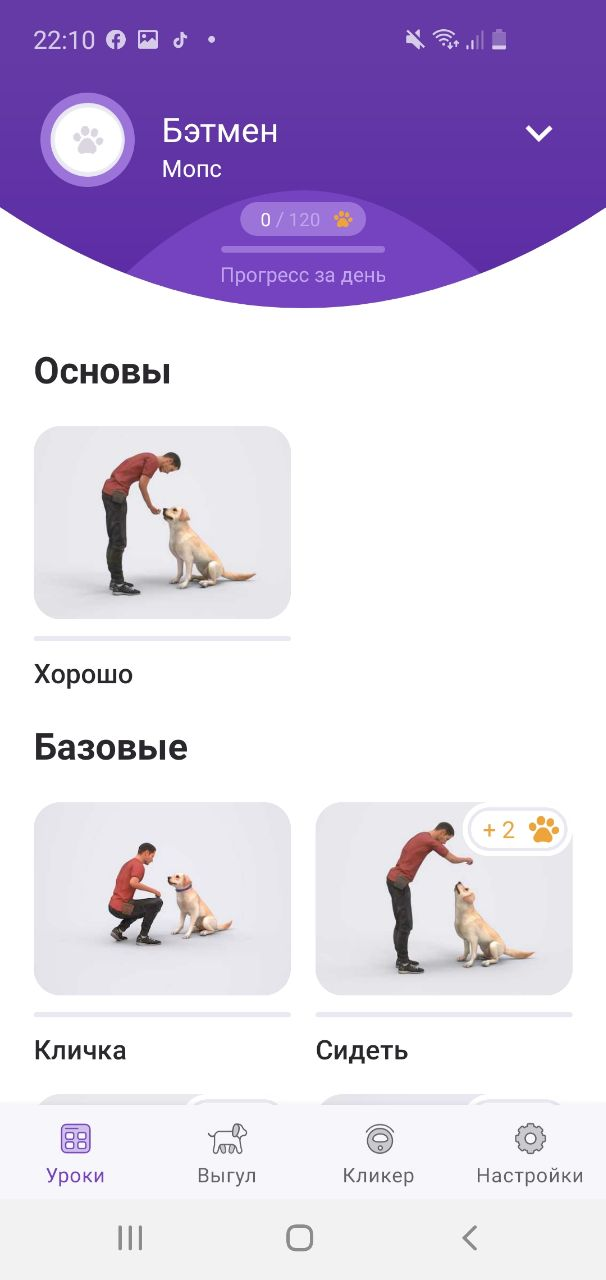 22:10
Бэтмен
Мопс
0 / 120
Прогресс за день
Основы
Хорошо
Базовые
+ 2
Кличка
Сидеть
Уроки
Выгул
Кликер
Настройки